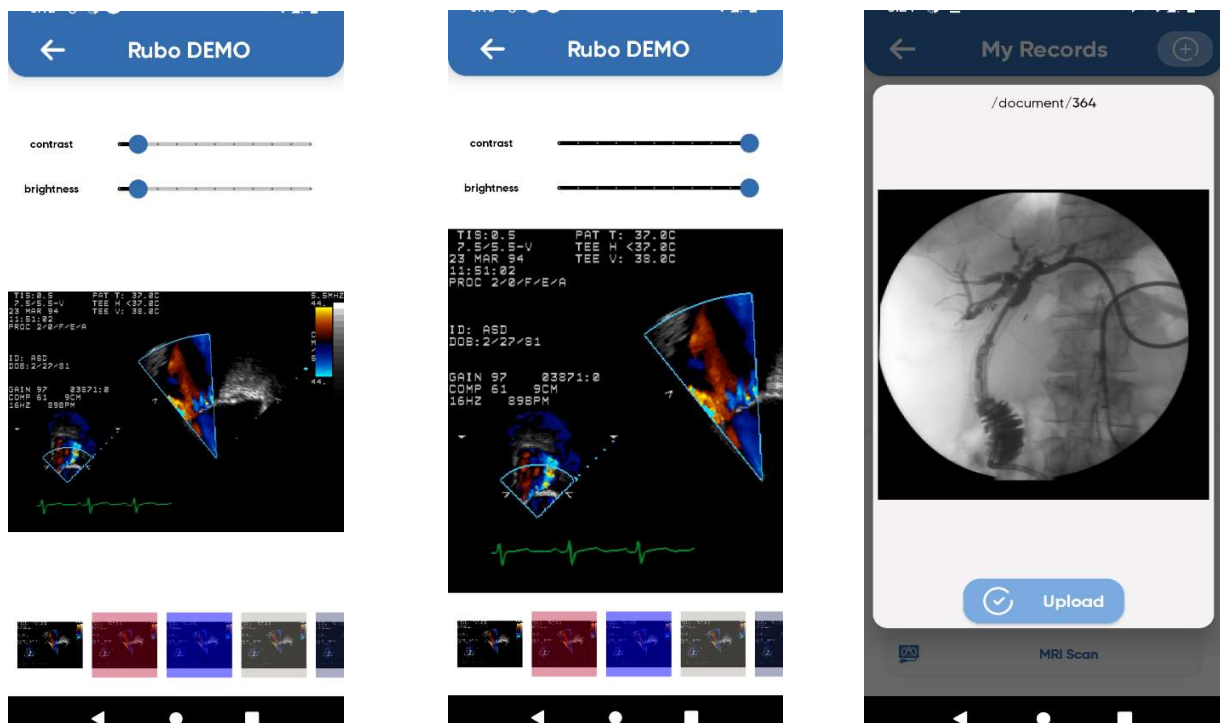 Rubo DEMO
contrast
brightness
TIS:0.5 PAT T: 37.0C 5.5MHZ
7.5/5.5-V TEE H <37.0C 44.
23 MAR 94 TEE V: 38.0C
11:51:02
PROC 2/0/F/E/A
ID: ASD
DOB:2/27/81
GAIN 97 03871:0 44.
COMP 61 9CM
16HZ 89BPM
Rubo DEMO
contrast
brightness
TIS:0.5 PAT T: 37.0C
7.5/5.5-V TEE H <37.0C
23 MAR 94 TEE V: 38.0C
11:51:02
PROC 2/0/F/E/A
ID: ASD
DOB:2/27/81
GAIN 97 03871:0
COMP 61 9CM
16HZ 89BPM
My Records
/document/364
Upload
MRI Scan